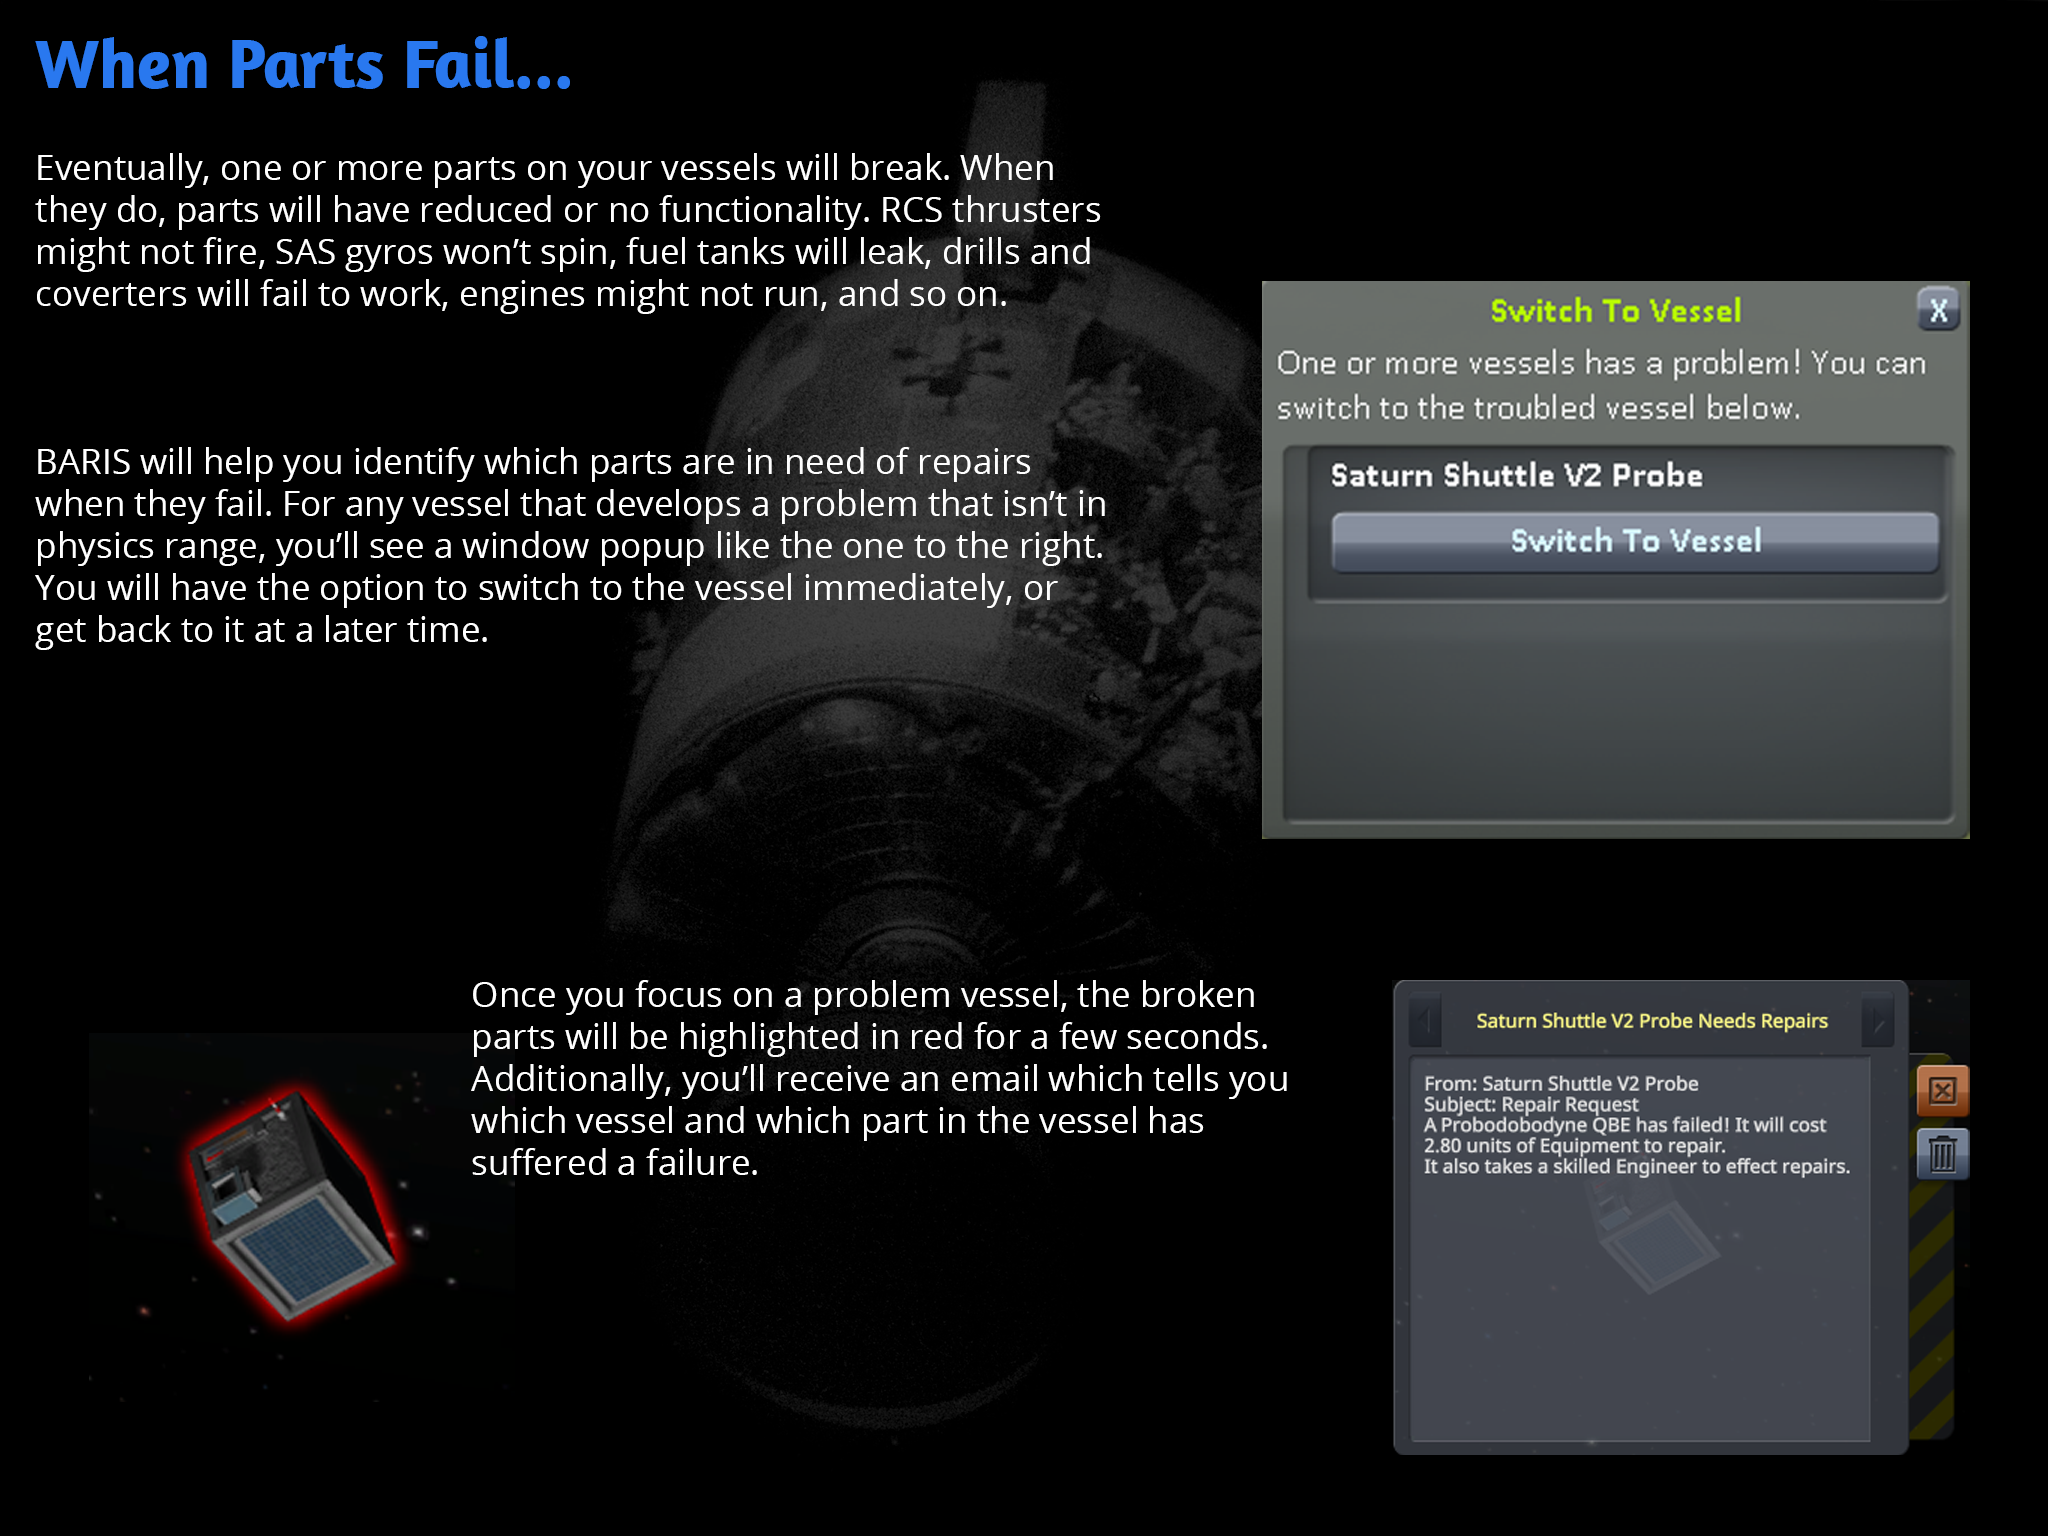 When Parts Fail...
Eventually, one or more parts on your vessels will break. When
they do, parts will have reduced or no functionality. RCS thrusters
might not fire, SAS gyros won’t spin, fuel tanks will leak, drills and
coverters will fail to work, engines might not run, and so on.
BARIS will help you identify which parts are in need of repairs
when they fail. For any vessel that develops a problem that isn’t in
physics range, you’ll see a window popup like the one to the right.
You will have the option to switch to the vessel immediately, or
get back to it at a later time.
Switch To Vessel
X
One or more vessels has a problem! You can
switch to the troubled vessel below.
Saturn Shuttle V2 Probe
Switch To Vessel
Once you focus on a problem vessel, the broken
parts will be highlighted in red for a few seconds.
Additionally, you’ll receive an email which tells you
which vessel and which part in the vessel has
suffered a failure.
Saturn Shuttle V2 Probe Needs Repairs
From: Saturn Shuttle V2 Probe
Subject: Repair Request
A Probodobodyne QBE has failed! It will cost
2.80 units of Equipment to repair.
It also takes a skilled Engineer to effect repairs.